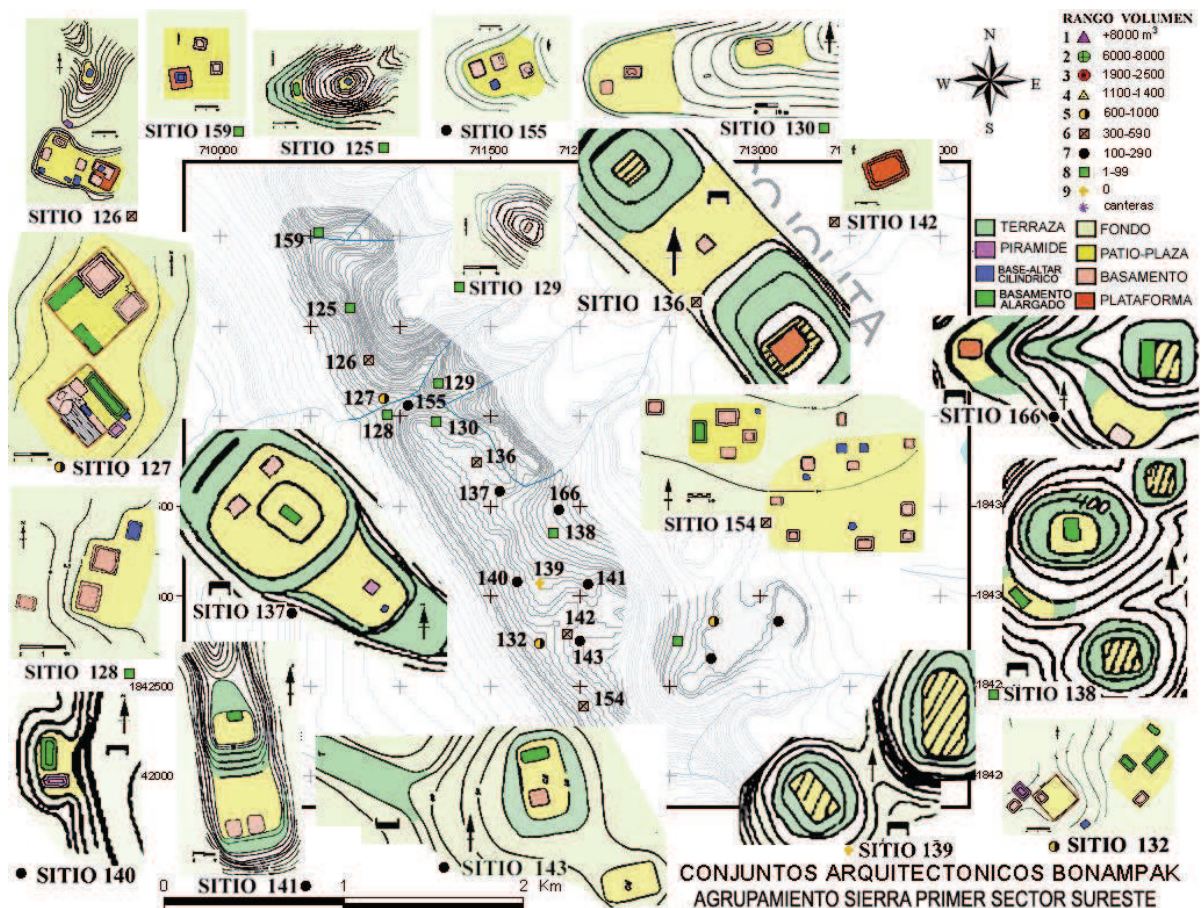 N
W E
S
RANGO VOLUMEN
1 +8000 m³
2 6000-8000
3 1900-2600
4 1100-1400
5 600-1000
6 300-590
7 100-290
8 1-99
9 0
canteras
TERRAZA
FONDO
PIRAMIDE
PATIO-PLAZA
BASE-ALTAR CILINDRICO
BASAMENTO
BASAMENTO ALARGADO
PLATAFORMA
SITIO 159
SITIO 125
SITIO 155
SITIO 130
SITIO 126
SITIO 142
SITIO 129
SITIO 136
SITIO 127
SITIO 166
SITIO 154
SITIO 137
SITIO 128
SITIO 138
400
SITIO 140
SITIO 141
SITIO 143
SITIO 139
SITIO 132
710000
711500
713000
159
125
126
129
127
155
128
130
136
137
166
138
139
140
141
142
132
143
154
1842500
42000
0 1 2 Km
CONJUNTOS ARQUITECTONICOS BONAMPAK
AGRUPAMIENTO SIERRA PRIMER SECTOR SURESTE